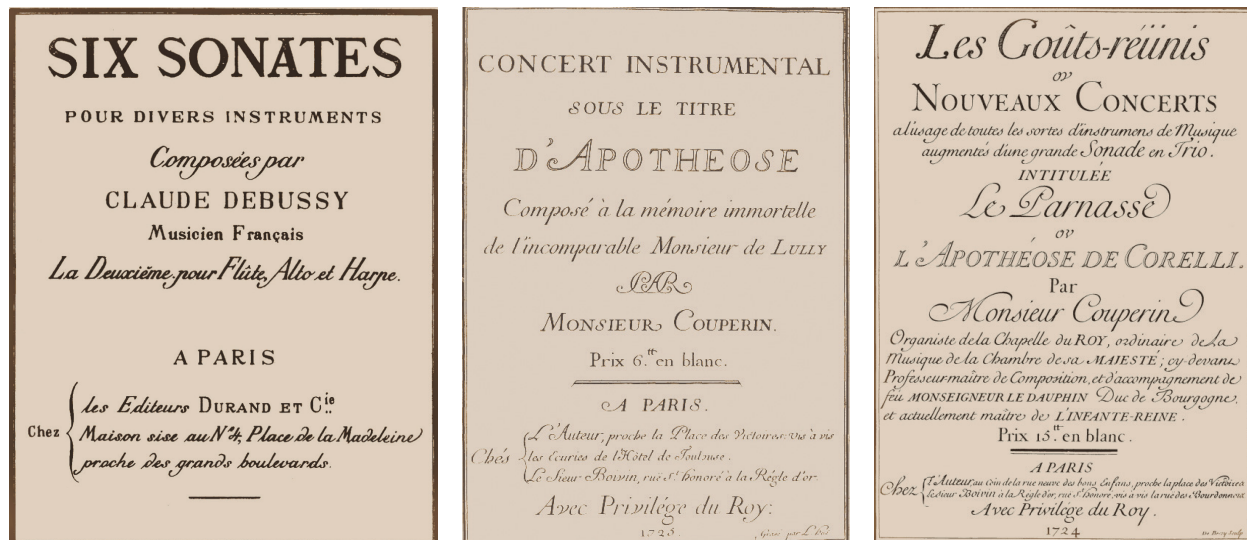 SIX SONATES
POUR DIVERS INSTRUMENTS
Composées par
CLAUDE DEBUSSY
Musicien Français
La Deuxième pour Flûte, Alto et Harpe.
A PARIS
Chez
les Editeurs DURAND ET Cie
Maison sise au No 4, Place de la Madeleine
proche des grands boulevards.
CONCERT INSTRUMENTAL
SOUS LE TITRE
D'APOTHEOSE
Composé à la mémoire immortelle
de l'incomparable Monsieur de LULLY
PAR
MONSIEUR COUPERIN.
Prix 6.tt en blanc.
A PARIS.
Chés
L'Auteur, proche la Place des Victoires: vis à vis
les Ecuries de l'Hôtel de Toulouse.
Le Sieur Boivin, rue St. honoré à la Règle d'or.
Avec Privilége du Roy:
1725.
Les Goûts-réünis
ou
NOUVEAUX CONCERTS
a l'usage de toutes les sortes d'instrumens de Musique
augmentés d'une grande Sonade en Trio.
INTITULÉE
Le Parnasse
ou
L'APOTHÉOSE DE CORELLI.
Par
Monsieur Couperin
Organiste de la Chapelle du ROY, ordinaire de la
Musique de la Chambre de sa MAJESTÉ; cy-devant
Professeur-maître de Composition, et d'accompagnement de
feu MONSEIGNEUR LE DAUPHIN Duc de Bourgogne,
et actuellement maître de L'INFANTE-REINE.
Prix 15.tt en blanc.
A PARIS
Chez
l'Auteur, au Coin de la rue neuve des bons Enfans, proche la place des Victoires
le sieur Boivin à la Règle d'or, rue St. honoré, vis à vis la rue des Bourdonnois
Avec Privilége du Roy.
1724